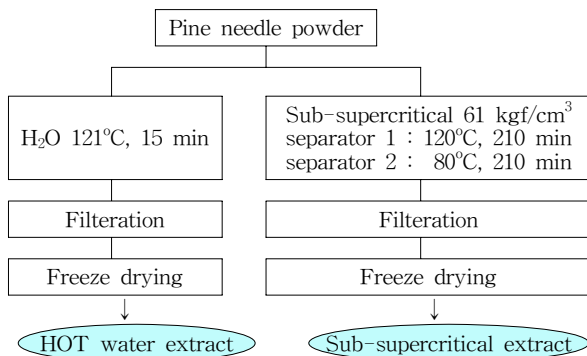 Pine needle powder
H₂O 121°C, 15 min
Sub-supercritical 61 kgf/cm³
separator 1 : 120°C, 210 min
separator 2 : 80°C, 210 min
Filteration
Filteration
Freeze drying
Freeze drying
HOT water extract
Sub-supercritical extract